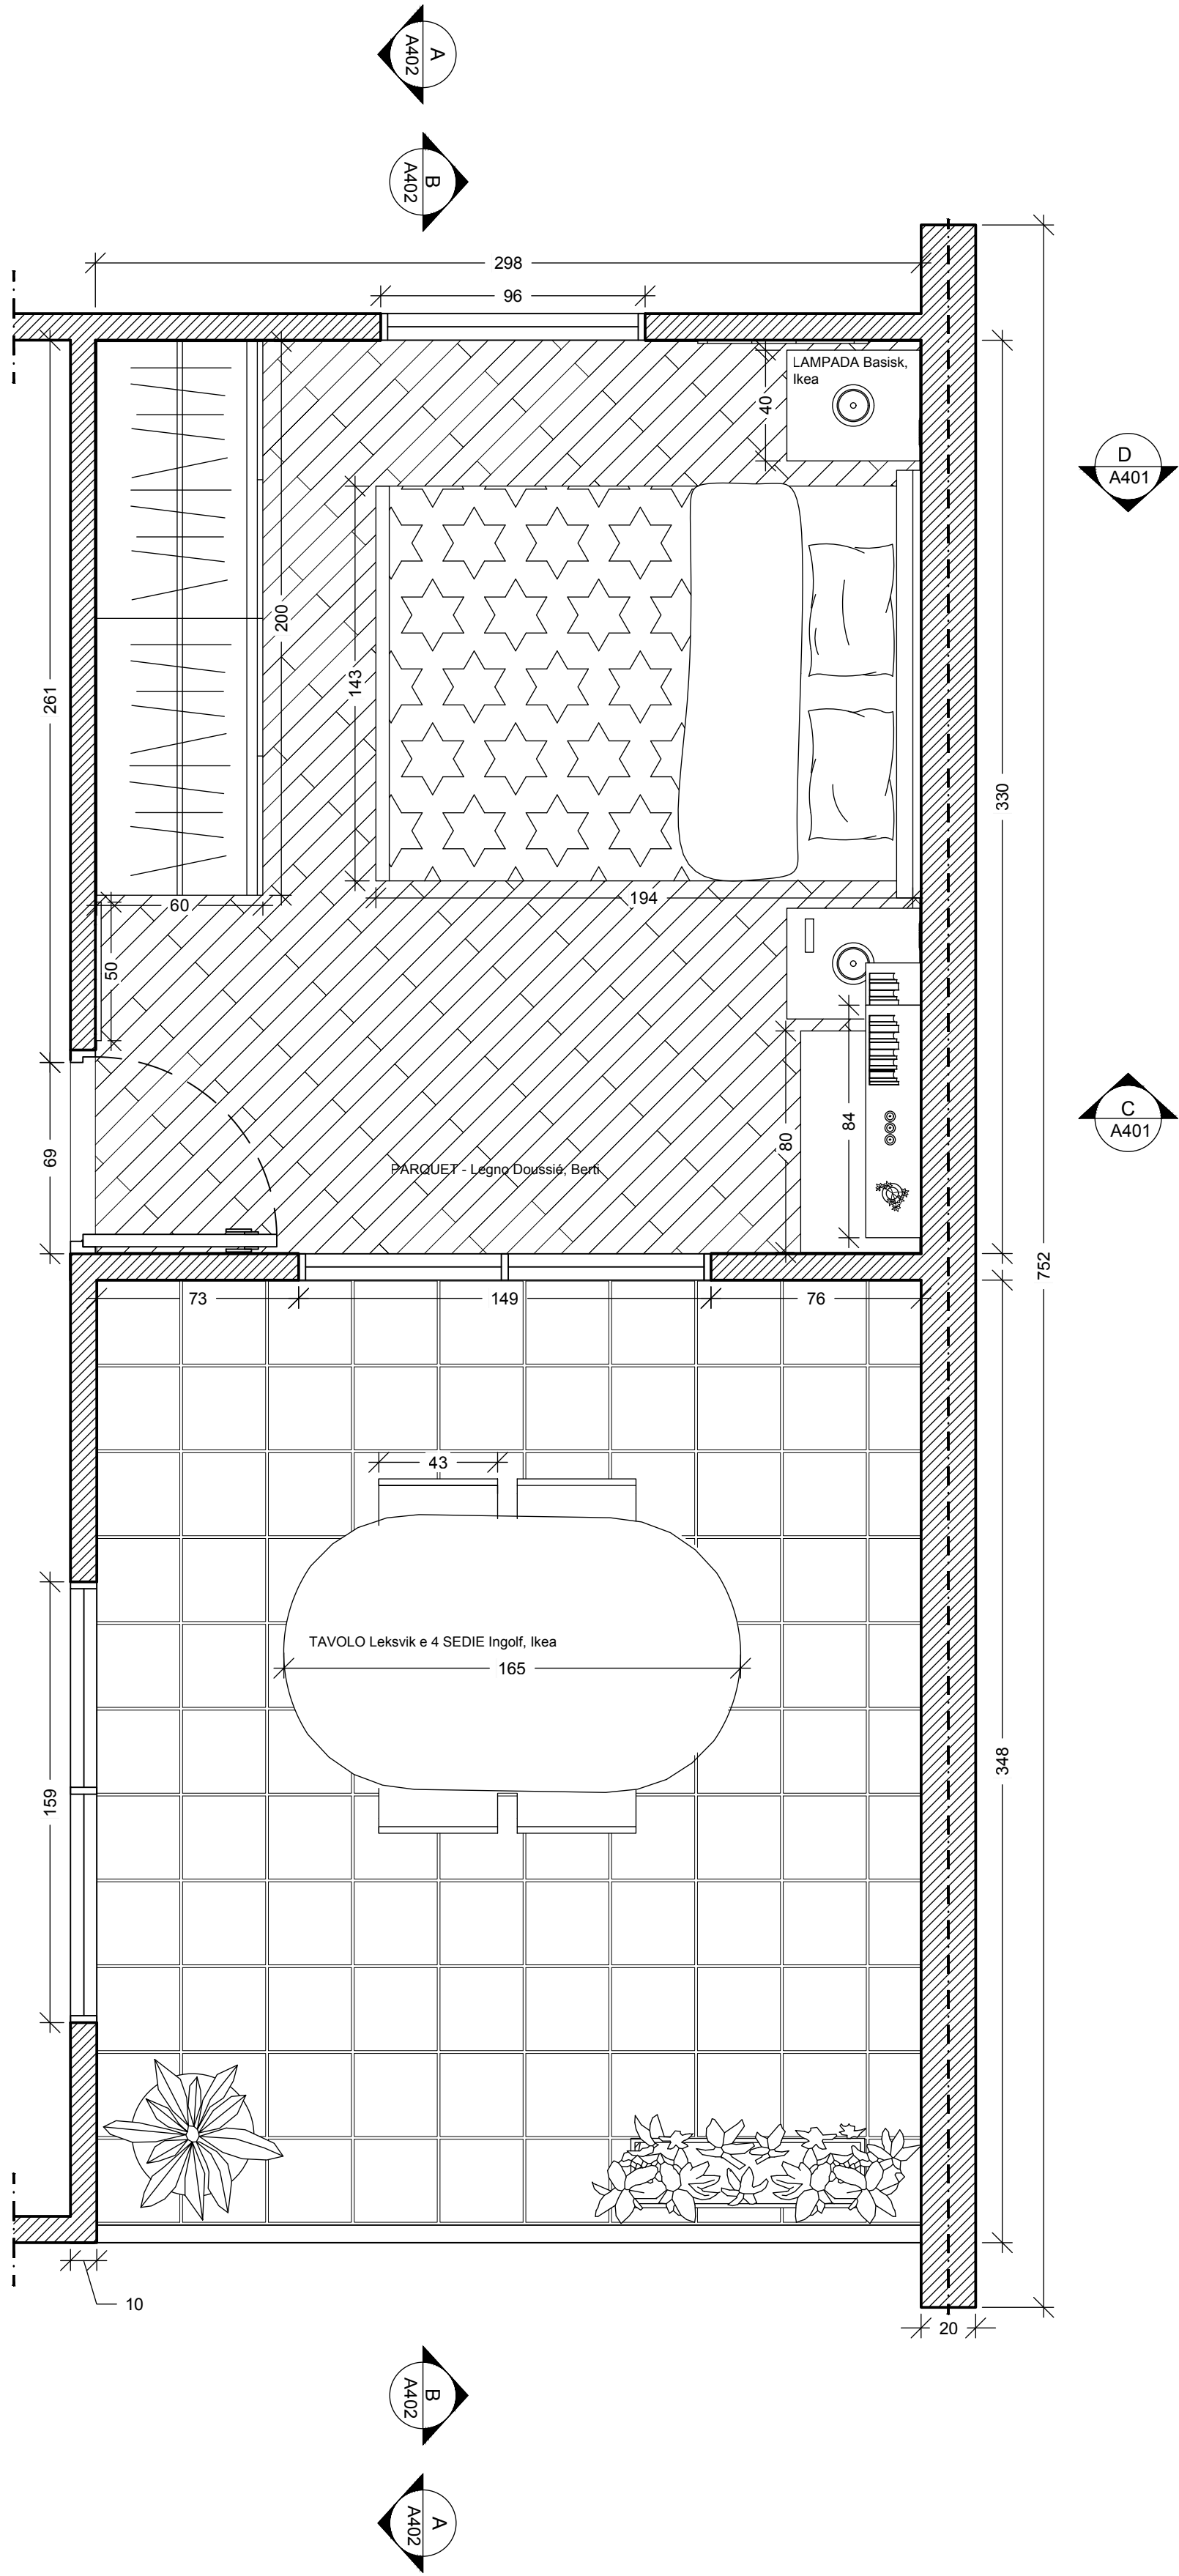 A
A402
B
A402
298
96
LAMPADA Basisk,
Ikea
40
D
A401
200
143
261
330
194
60
50
84
80
C
A401
69
PARQUET - Legno Doussié, Berti
752
73
149
76
43
TAVOLO Leksvik e 4 SEDIE Ingolf, Ikea
165
348
159
10
20
B
A402
A
A402